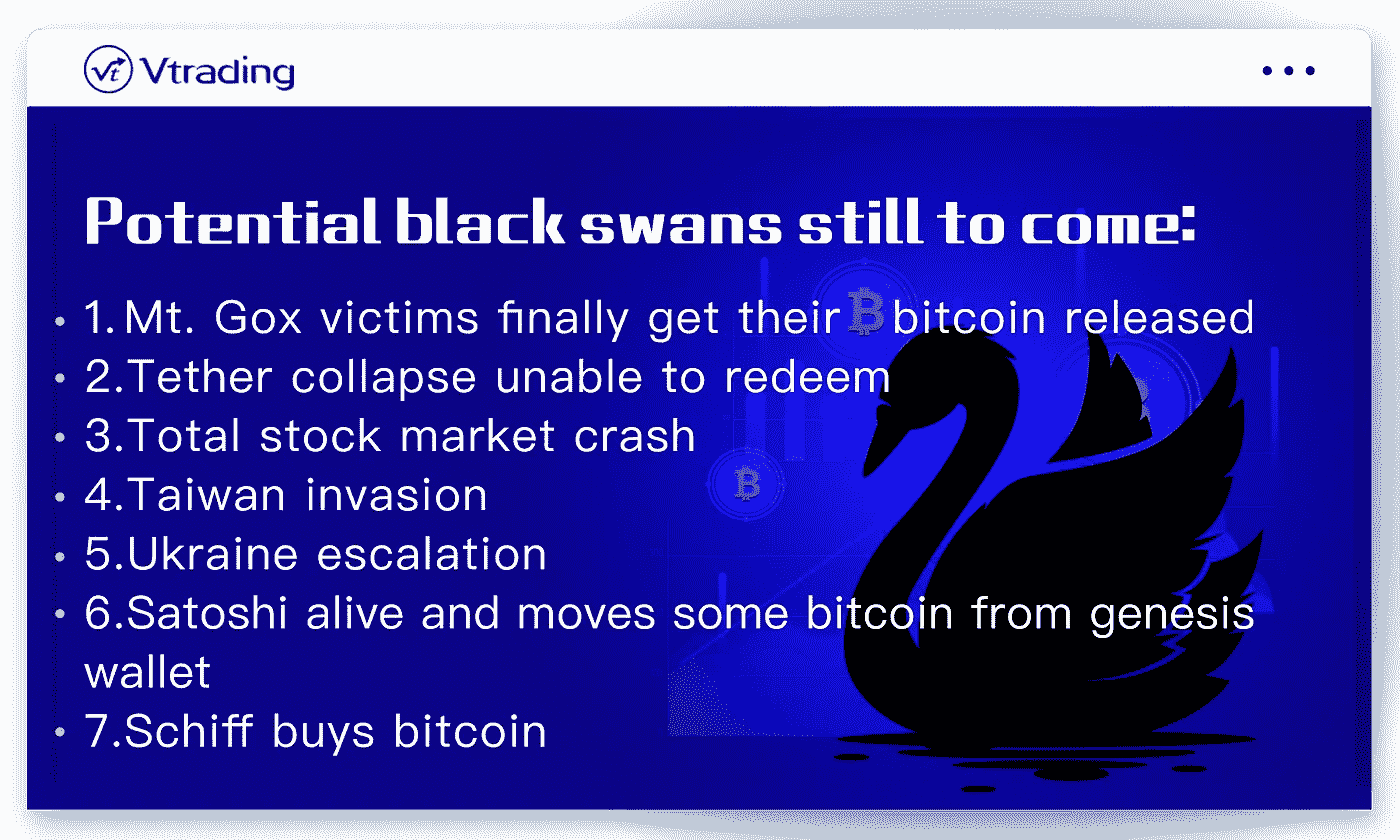 Vt Vtrading
Potential black swans still to come:
• 1. Mt. Gox victims finally get their ₿ bitcoin released
• 2.Tether collapse unable to redeem
• 3.Total stock market crash
• 4.Taiwan invasion
• 5.Ukraine escalation
• 6.Satoshi alive and moves some bitcoin from genesis
wallet
• 7.Schiff buys bitcoin